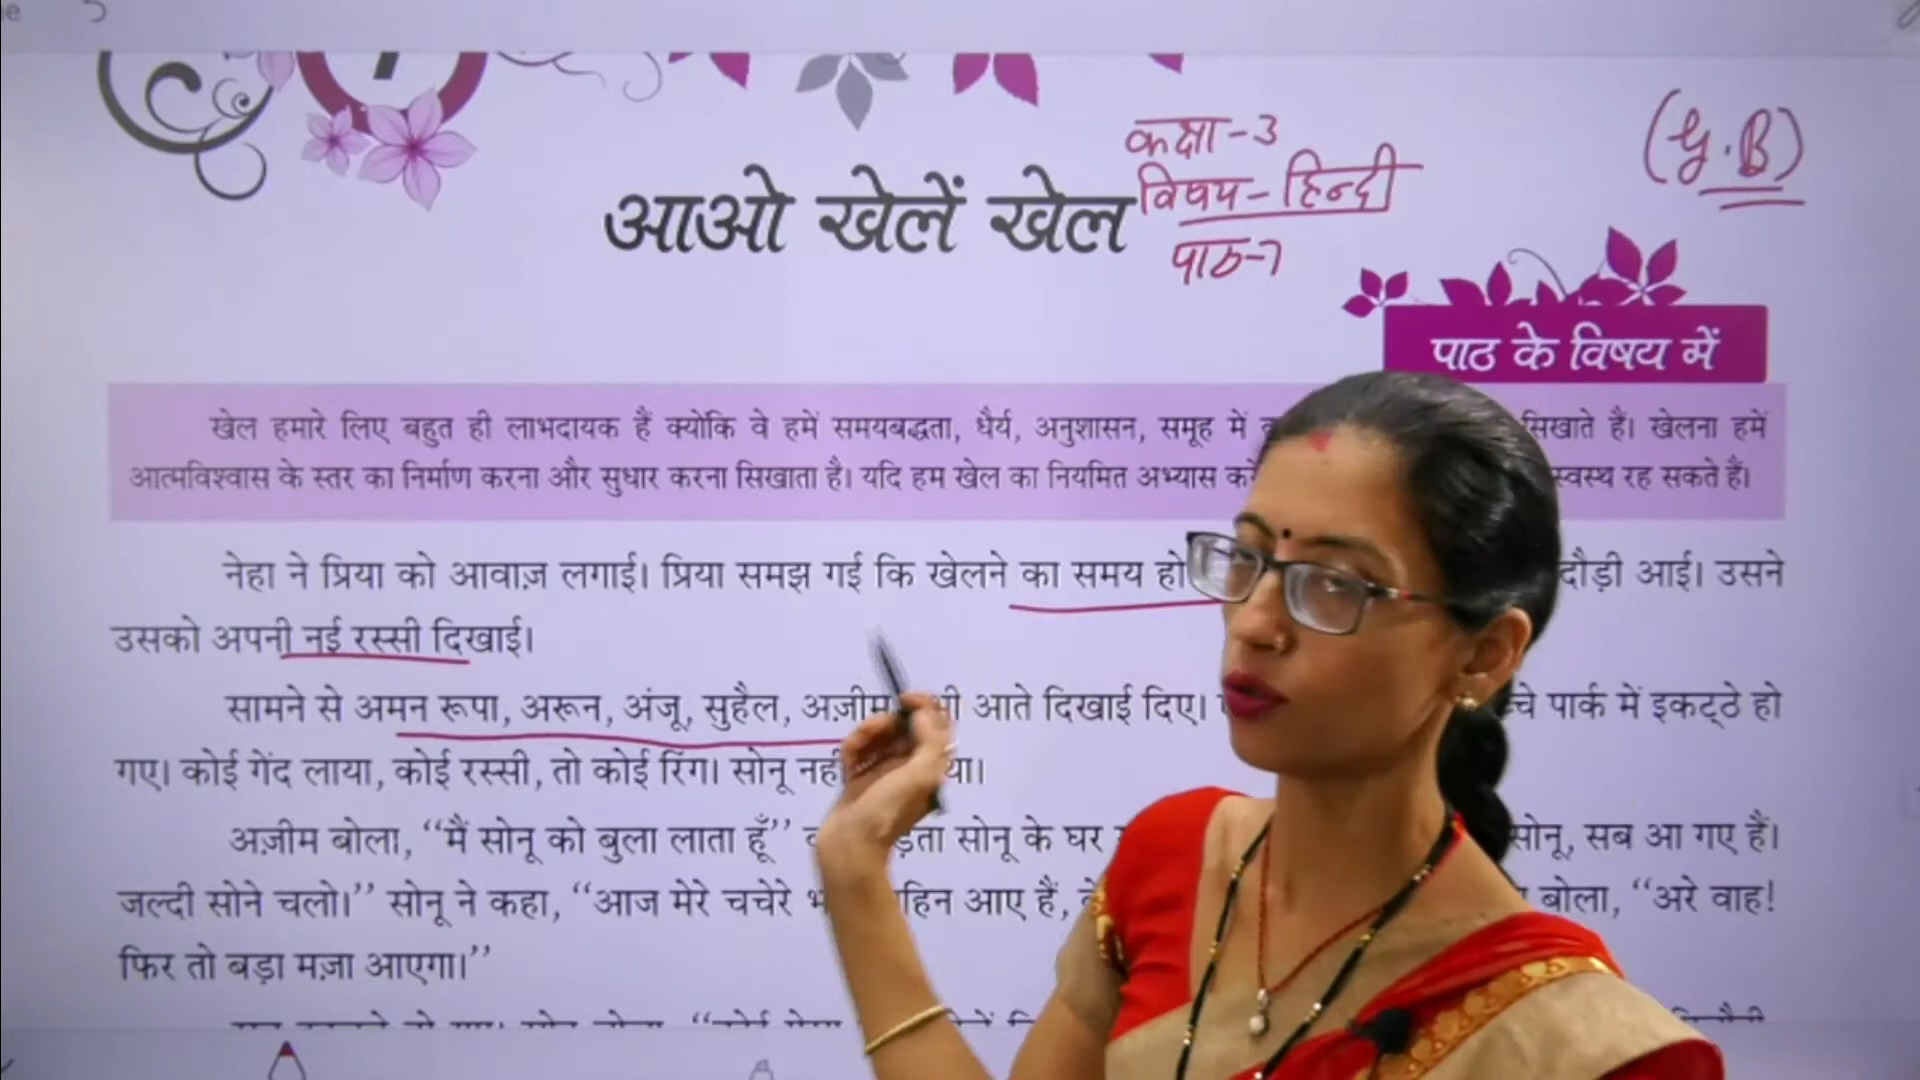 7
आओ खेलें खेल
कक्षा-3
विषय-हिन्दी
पाठ-7
(G.B)
पाठ के विषय में
खेल हमारे लिए बहुत ही लाभदायक हैं क्योंकि वे हमें समयबद्धता, धैर्य, अनुशासन, समूह में सिखाते हैं। खेलना हमें
आत्मविश्वास के स्तर का निर्माण करना और सुधार करना सिखाता है। यदि हम खेल का नियमित अभ्यास स्वस्थ रह सकते हैं।
नेहा ने प्रिया को आवाज़ लगाई। प्रिया समझ गई कि खेलने का समय हो दौड़ी आई। उसने
उसको अपनी नई रस्सी दिखाई।
सामने से अमन रूपा, अरून, अंजू, सुहैल, अज़ीम आते दिखाई दिए। पार्क में इकट्ठे हो
गए। कोई गेंद लाया, कोई रस्सी, तो कोई रिंग। सोनू
अज़ीम बोला, “मैं सोनू को बुला लाता हूँ” सोनू के घर सोनू, सब आ गए हैं।
जल्दी सोने चलो।” सोनू ने कहा, “आज मेरे चचेरे आए हैं, बोला, “अरे वाह!
फिर तो बड़ा मज़ा आएगा।”